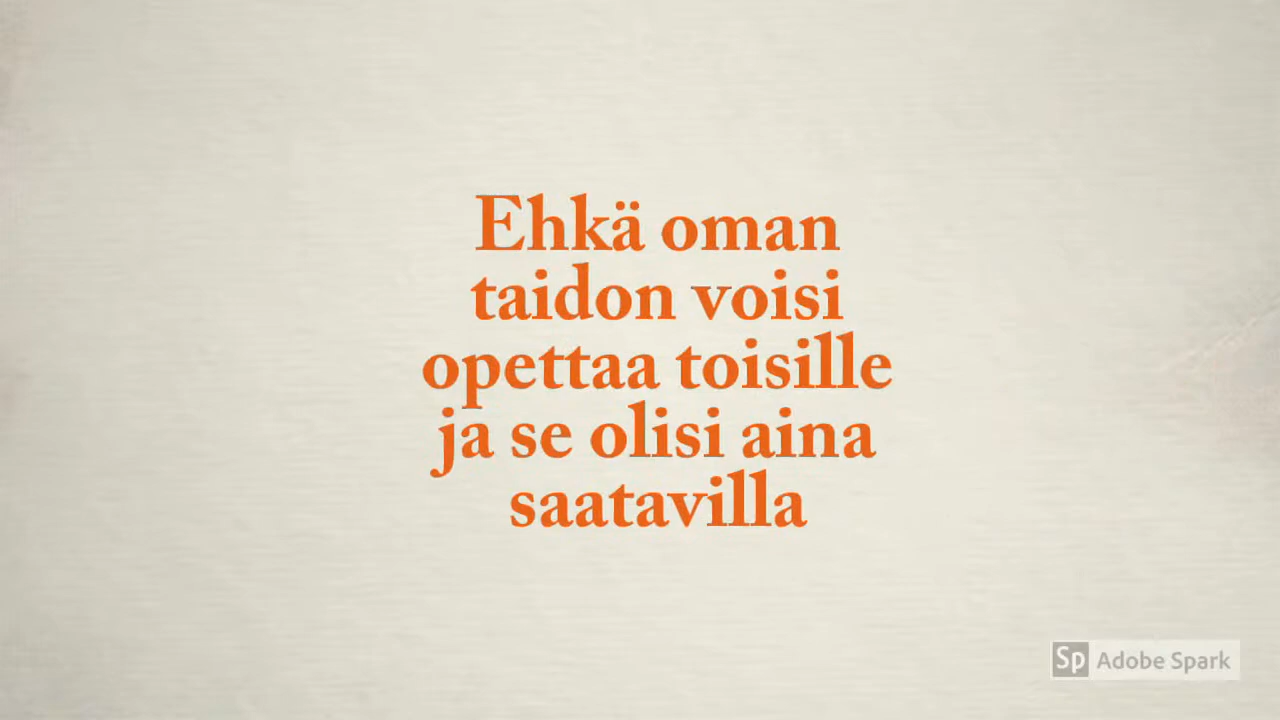 Ehkä oman
taidon voisi
opettaa toisille
ja se olisi aina
saatavilla
Sp Adobe Spark